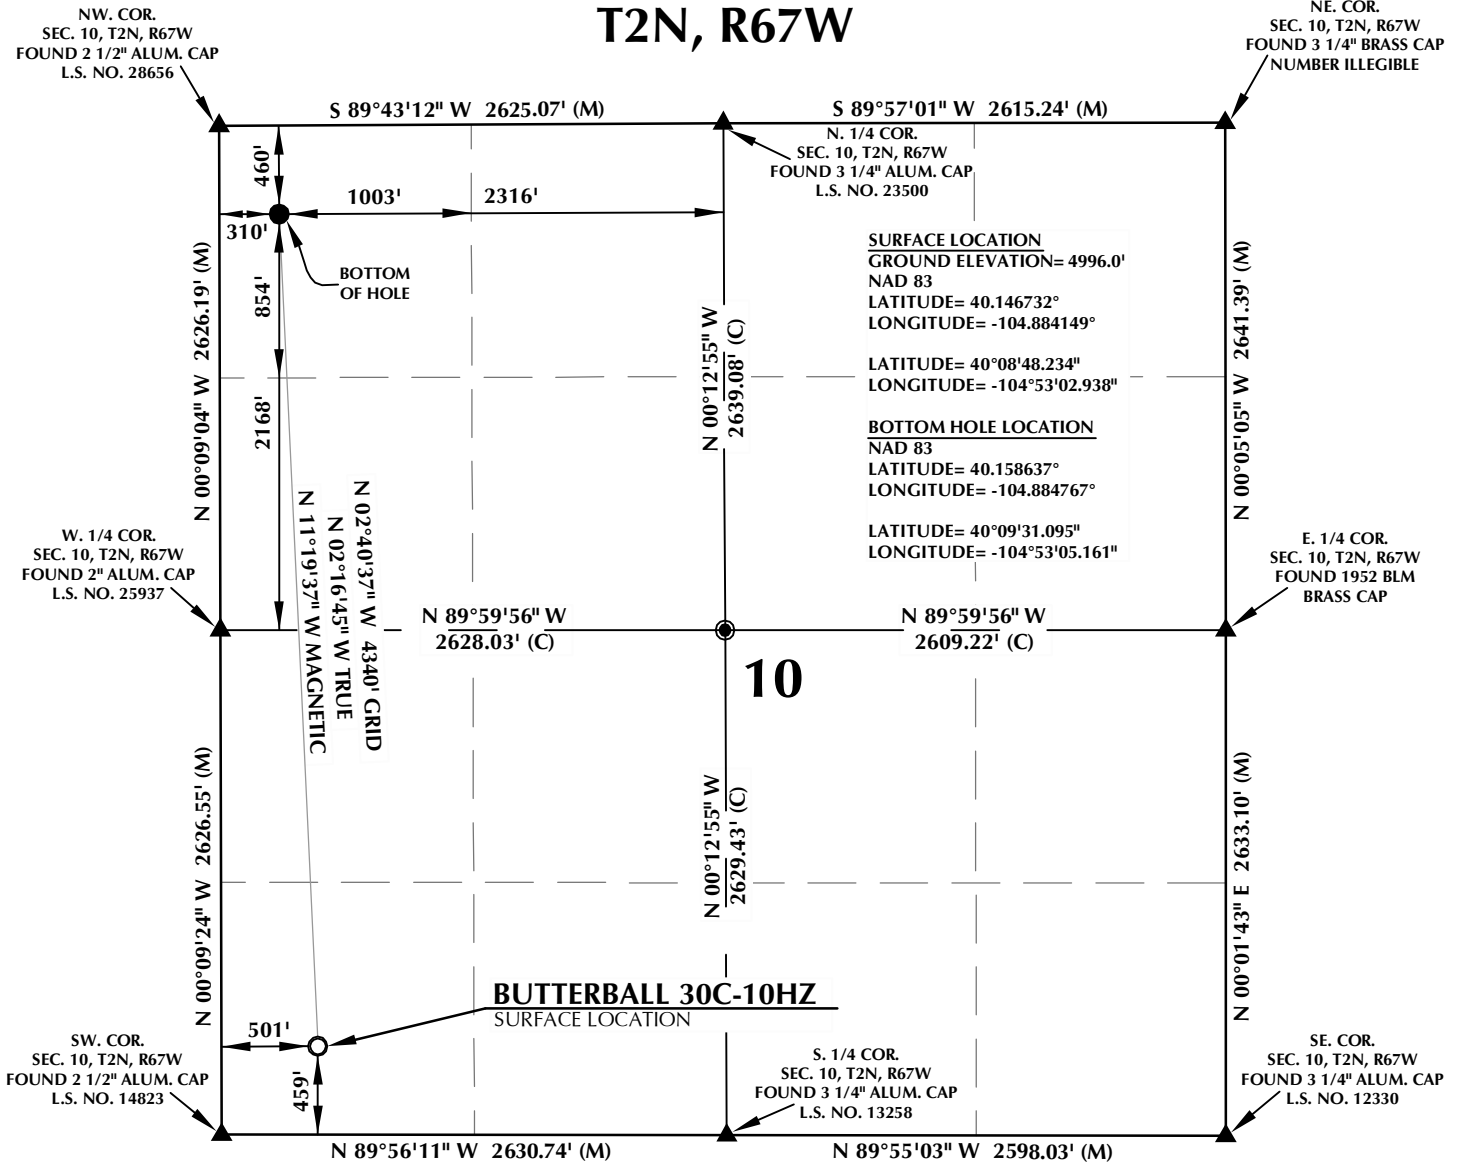 T2N, R67W
NW. COR.
SEC. 10, T2N, R67W
FOUND 2 1/2" ALUM. CAP
L.S. NO. 28656
NE. COR.
SEC. 10, T2N, R67W
FOUND 3 1/4" BRASS CAP
NUMBER ILLEGIBLE
S 89°43'12" W 2625.07' (M)
S 89°57'01" W 2615.24' (M)
N. 1/4 COR.
SEC. 10, T2N, R67W
FOUND 3 1/4" ALUM. CAP
L.S. NO. 23500
460'
1003'
2316'
310'
BOTTOM
OF HOLE
854'
2168'
N 00°09'04" W 2626.19' (M)
N 00°12'55" W
2639.08' (C)
SURFACE LOCATION
GROUND ELEVATION= 4996.0'
NAD 83
LATITUDE= 40.146732°
LONGITUDE= -104.884149°
LATITUDE= 40°08'48.234"
LONGITUDE= -104°53'02.938"
BOTTOM HOLE LOCATION
NAD 83
LATITUDE= 40.158637°
LONGITUDE= -104.884767°
LATITUDE= 40°09'31.095"
LONGITUDE= -104°53'05.161"
N 00°05'05" W 2641.39' (M)
W. 1/4 COR.
SEC. 10, T2N, R67W
FOUND 2" ALUM. CAP
L.S. NO. 25937
E. 1/4 COR.
SEC. 10, T2N, R67W
FOUND 1952 BLM
BRASS CAP
N 02°40'37" W 4340' GRID
N 02°16'45" W TRUE
N 11°19'37" W MAGNETIC
N 89°59'56" W
2628.03' (C)
N 89°59'56" W
2609.22' (C)
10
N 00°09'24" W 2626.55' (M)
N 00°12'55" W
2629.43' (C)
N 00°01'43" E 2633.10' (M)
BUTTERBALL 30C-10HZ
SURFACE LOCATION
501'
459'
SW. COR.
SEC. 10, T2N, R67W
FOUND 2 1/2" ALUM. CAP
L.S. NO. 14823
S. 1/4 COR.
SEC. 10, T2N, R67W
FOUND 3 1/4" ALUM. CAP
L.S. NO. 13258
SE. COR.
SEC. 10, T2N, R67W
FOUND 3 1/4" ALUM. CAP
L.S. NO. 12330
N 89°56'11" W 2630.74' (M)
N 89°55'03" W 2598.03' (M)